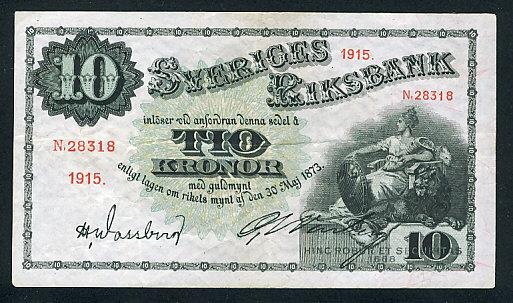 10
SVERIGES
RIKSBANK
1915.
N. 28318
inlöser vid anfordran denna sedel à
TIO
KRONOR
med guldmynt
enligt lagen om rikets mynt af den 30 Maj 1873.
N. 28318
1915.
10
1668